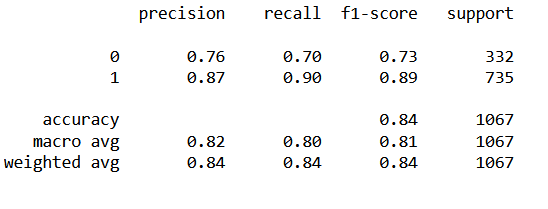 precision recall f1-score support
0 0.76 0.70 0.73 332
1 0.87 0.90 0.89 735
accuracy 0.84 1067
macro avg 0.82 0.80 0.81 1067
weighted avg 0.84 0.84 0.84 1067